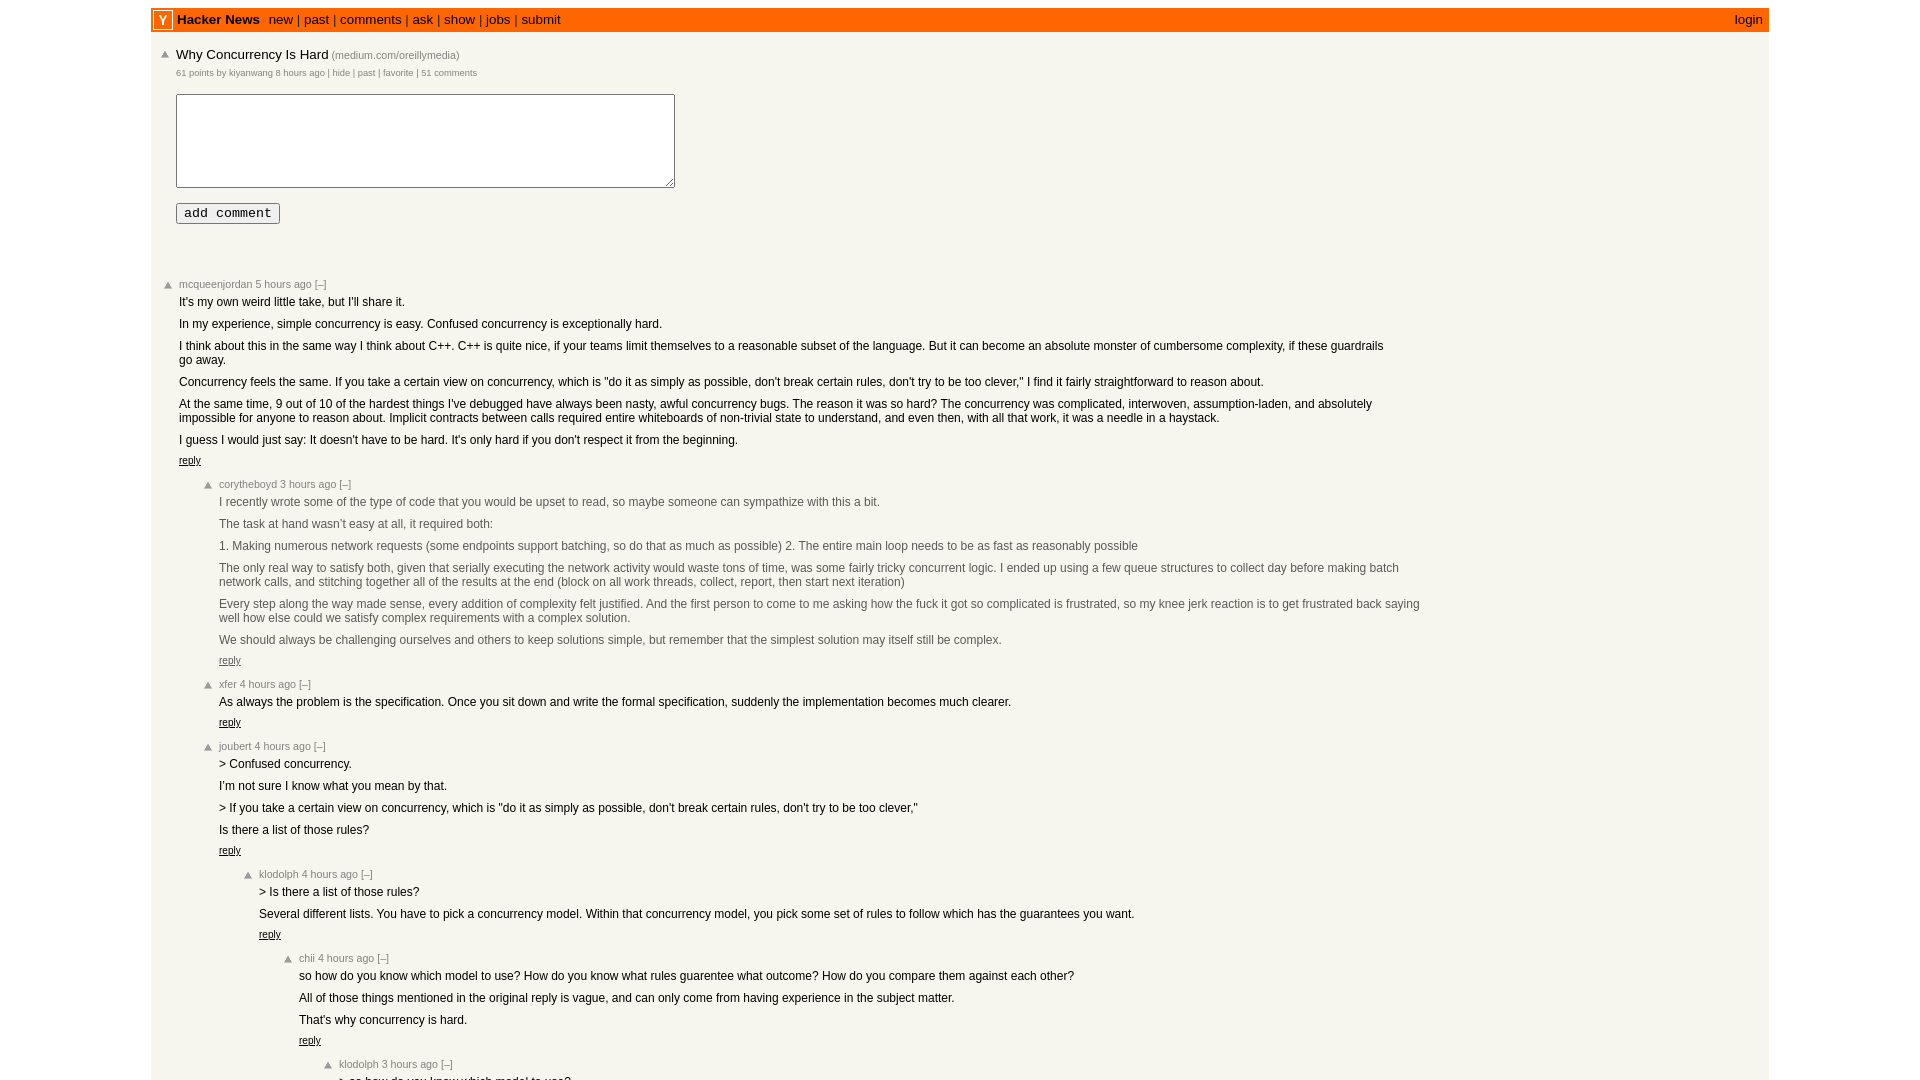 Y Hacker News new | past | comments | ask | show | jobs | submit login
Why Concurrency Is Hard (medium.com/oreillymedia)
61 points by kiyanwang 8 hours ago | hide | past | favorite | 51 comments
add comment
mcqueenjordan 5 hours ago [–]
It's my own weird little take, but I'll share it.
In my experience, simple concurrency is easy. Confused concurrency is exceptionally hard.
I think about this in the same way I think about C++. C++ is quite nice, if your teams limit themselves to a reasonable subset of the language. But it can become an absolute monster of cumbersome complexity, if these guardrails
go away.
Concurrency feels the same. If you take a certain view on concurrency, which is "do it as simply as possible, don't break certain rules, don't try to be too clever," I find it fairly straightforward to reason about.
At the same time, 9 out of 10 of the hardest things I've debugged have always been nasty, awful concurrency bugs. The reason it was so hard? The concurrency was complicated, interwoven, assumption-laden, and absolutely
impossible for anyone to reason about. Implicit contracts between calls required entire whiteboards of non-trivial state to understand, and even then, with all that work, it was a needle in a haystack.
I guess I would just say: It doesn't have to be hard. It's only hard if you don't respect it from the beginning.
reply
corytheboyd 3 hours ago [–]
I recently wrote some of the type of code that you would be upset to read, so maybe someone can sympathize with this a bit.
The task at hand wasn’t easy at all, it required both:
1. Making numerous network requests (some endpoints support batching, so do that as much as possible) 2. The entire main loop needs to be as fast as reasonably possible
The only real way to satisfy both, given that serially executing the network activity would waste tons of time, was some fairly tricky concurrent logic. I ended up using a few queue structures to collect day before making batch
network calls, and stitching together all of the results at the end (block on all work threads, collect, report, then start next iteration)
Every step along the way made sense, every addition of complexity felt justified. And the first person to come to me asking how the fuck it got so complicated is frustrated, so my knee jerk reaction is to get frustrated back saying
well how else could we satisfy complex requirements with a complex solution.
We should always be challenging ourselves and others to keep solutions simple, but remember that the simplest solution may itself still be complex.
reply
xfer 4 hours ago [–]
As always the problem is the specification. Once you sit down and write the formal specification, suddenly the implementation becomes much clearer.
reply
joubert 4 hours ago [–]
> Confused concurrency.
I’m not sure I know what you mean by that.
> If you take a certain view on concurrency, which is "do it as simply as possible, don't break certain rules, don't try to be too clever,"
Is there a list of those rules?
reply
klodolph 4 hours ago [–]
> Is there a list of those rules?
Several different lists. You have to pick a concurrency model. Within that concurrency model, you pick some set of rules to follow which has the guarantees you want.
reply
chii 4 hours ago [–]
so how do you know which model to use? How do you know what rules guarentee what outcome? How do you compare them against each other?
All of those things mentioned in the original reply is vague, and can only come from having experience in the subject matter.
That's why concurrency is hard.
reply
klodolph 3 hours ago [–]
> so how do you know which model to use?